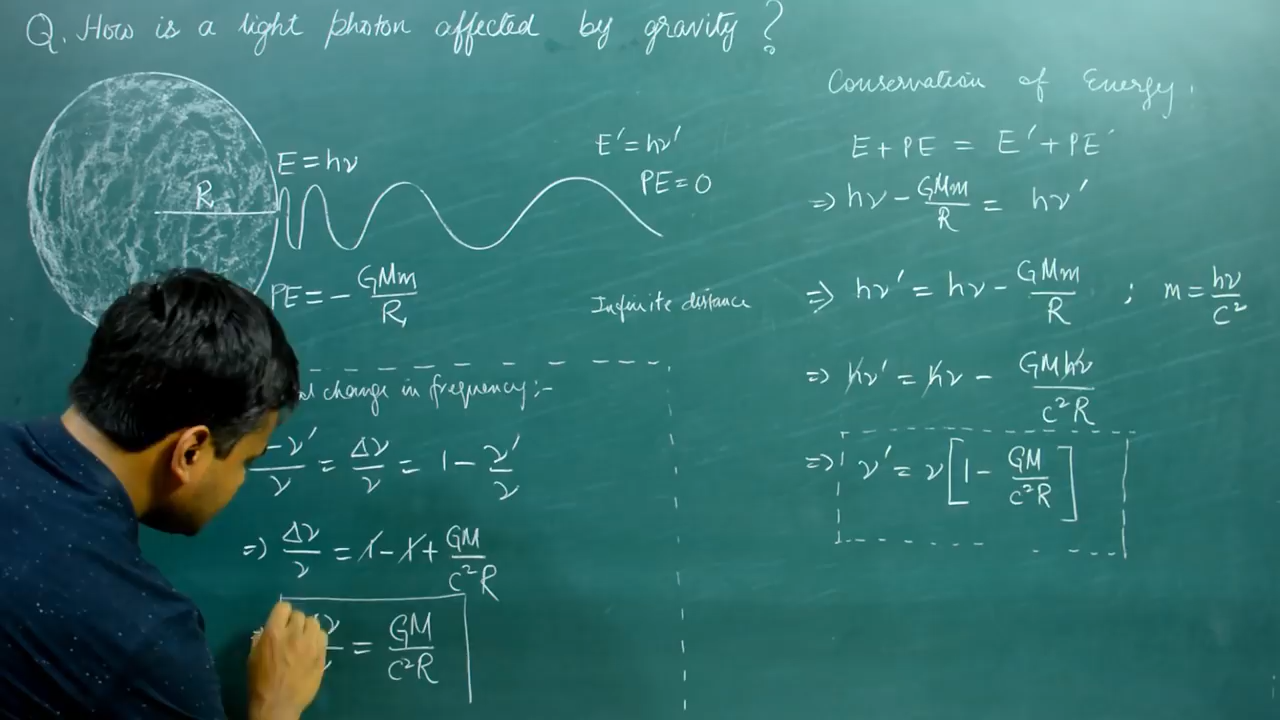 Q. How is a light photon affected by gravity?
R
E = hν
E′ = hν′
PE = 0
PE = - GMm/R
Infinite distance
change in frequency :-
-ν′/ν = Δν/ν = 1 - ν′/ν
=> Δν/ν = 1 - 1 + GM/c²R
= GM/c²R
Conservation of Energy.
E + PE = E′ + PE′
=> hν - GMm/R = hν′
=> hν′ = hν - GMm/R ; m = hν/c²
=> hν′ = hν - GMhν/c²R
=> ν′ = ν[1 - GM/c²R]